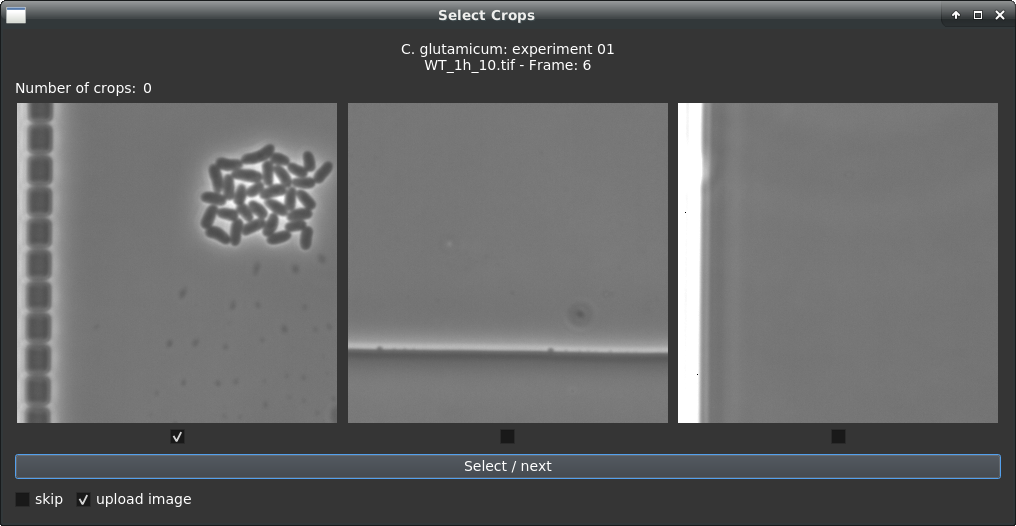 Select Crops
C. glutamicum: experiment 01
WT_1h_10.tif - Frame: 6
Number of crops: 0
Select / next
skip
upload image